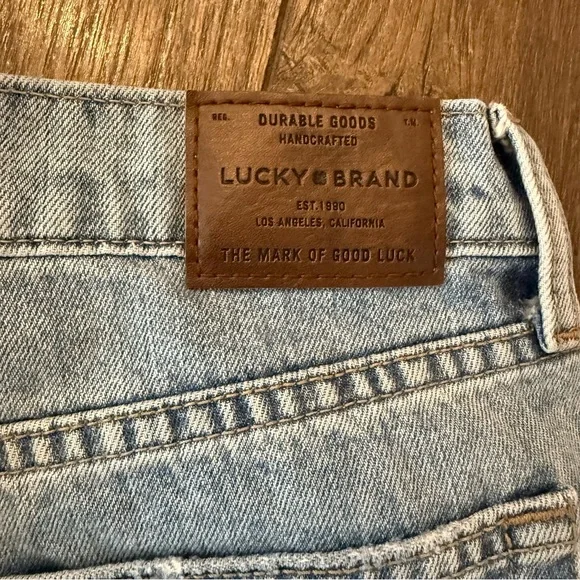 REG. DURABLE GOODS T.M.
HANDCRAFTED
LUCKY BRAND
EST. 1990
LOS ANGELES, CALIFORNIA
THE MARK OF GOOD LUCK